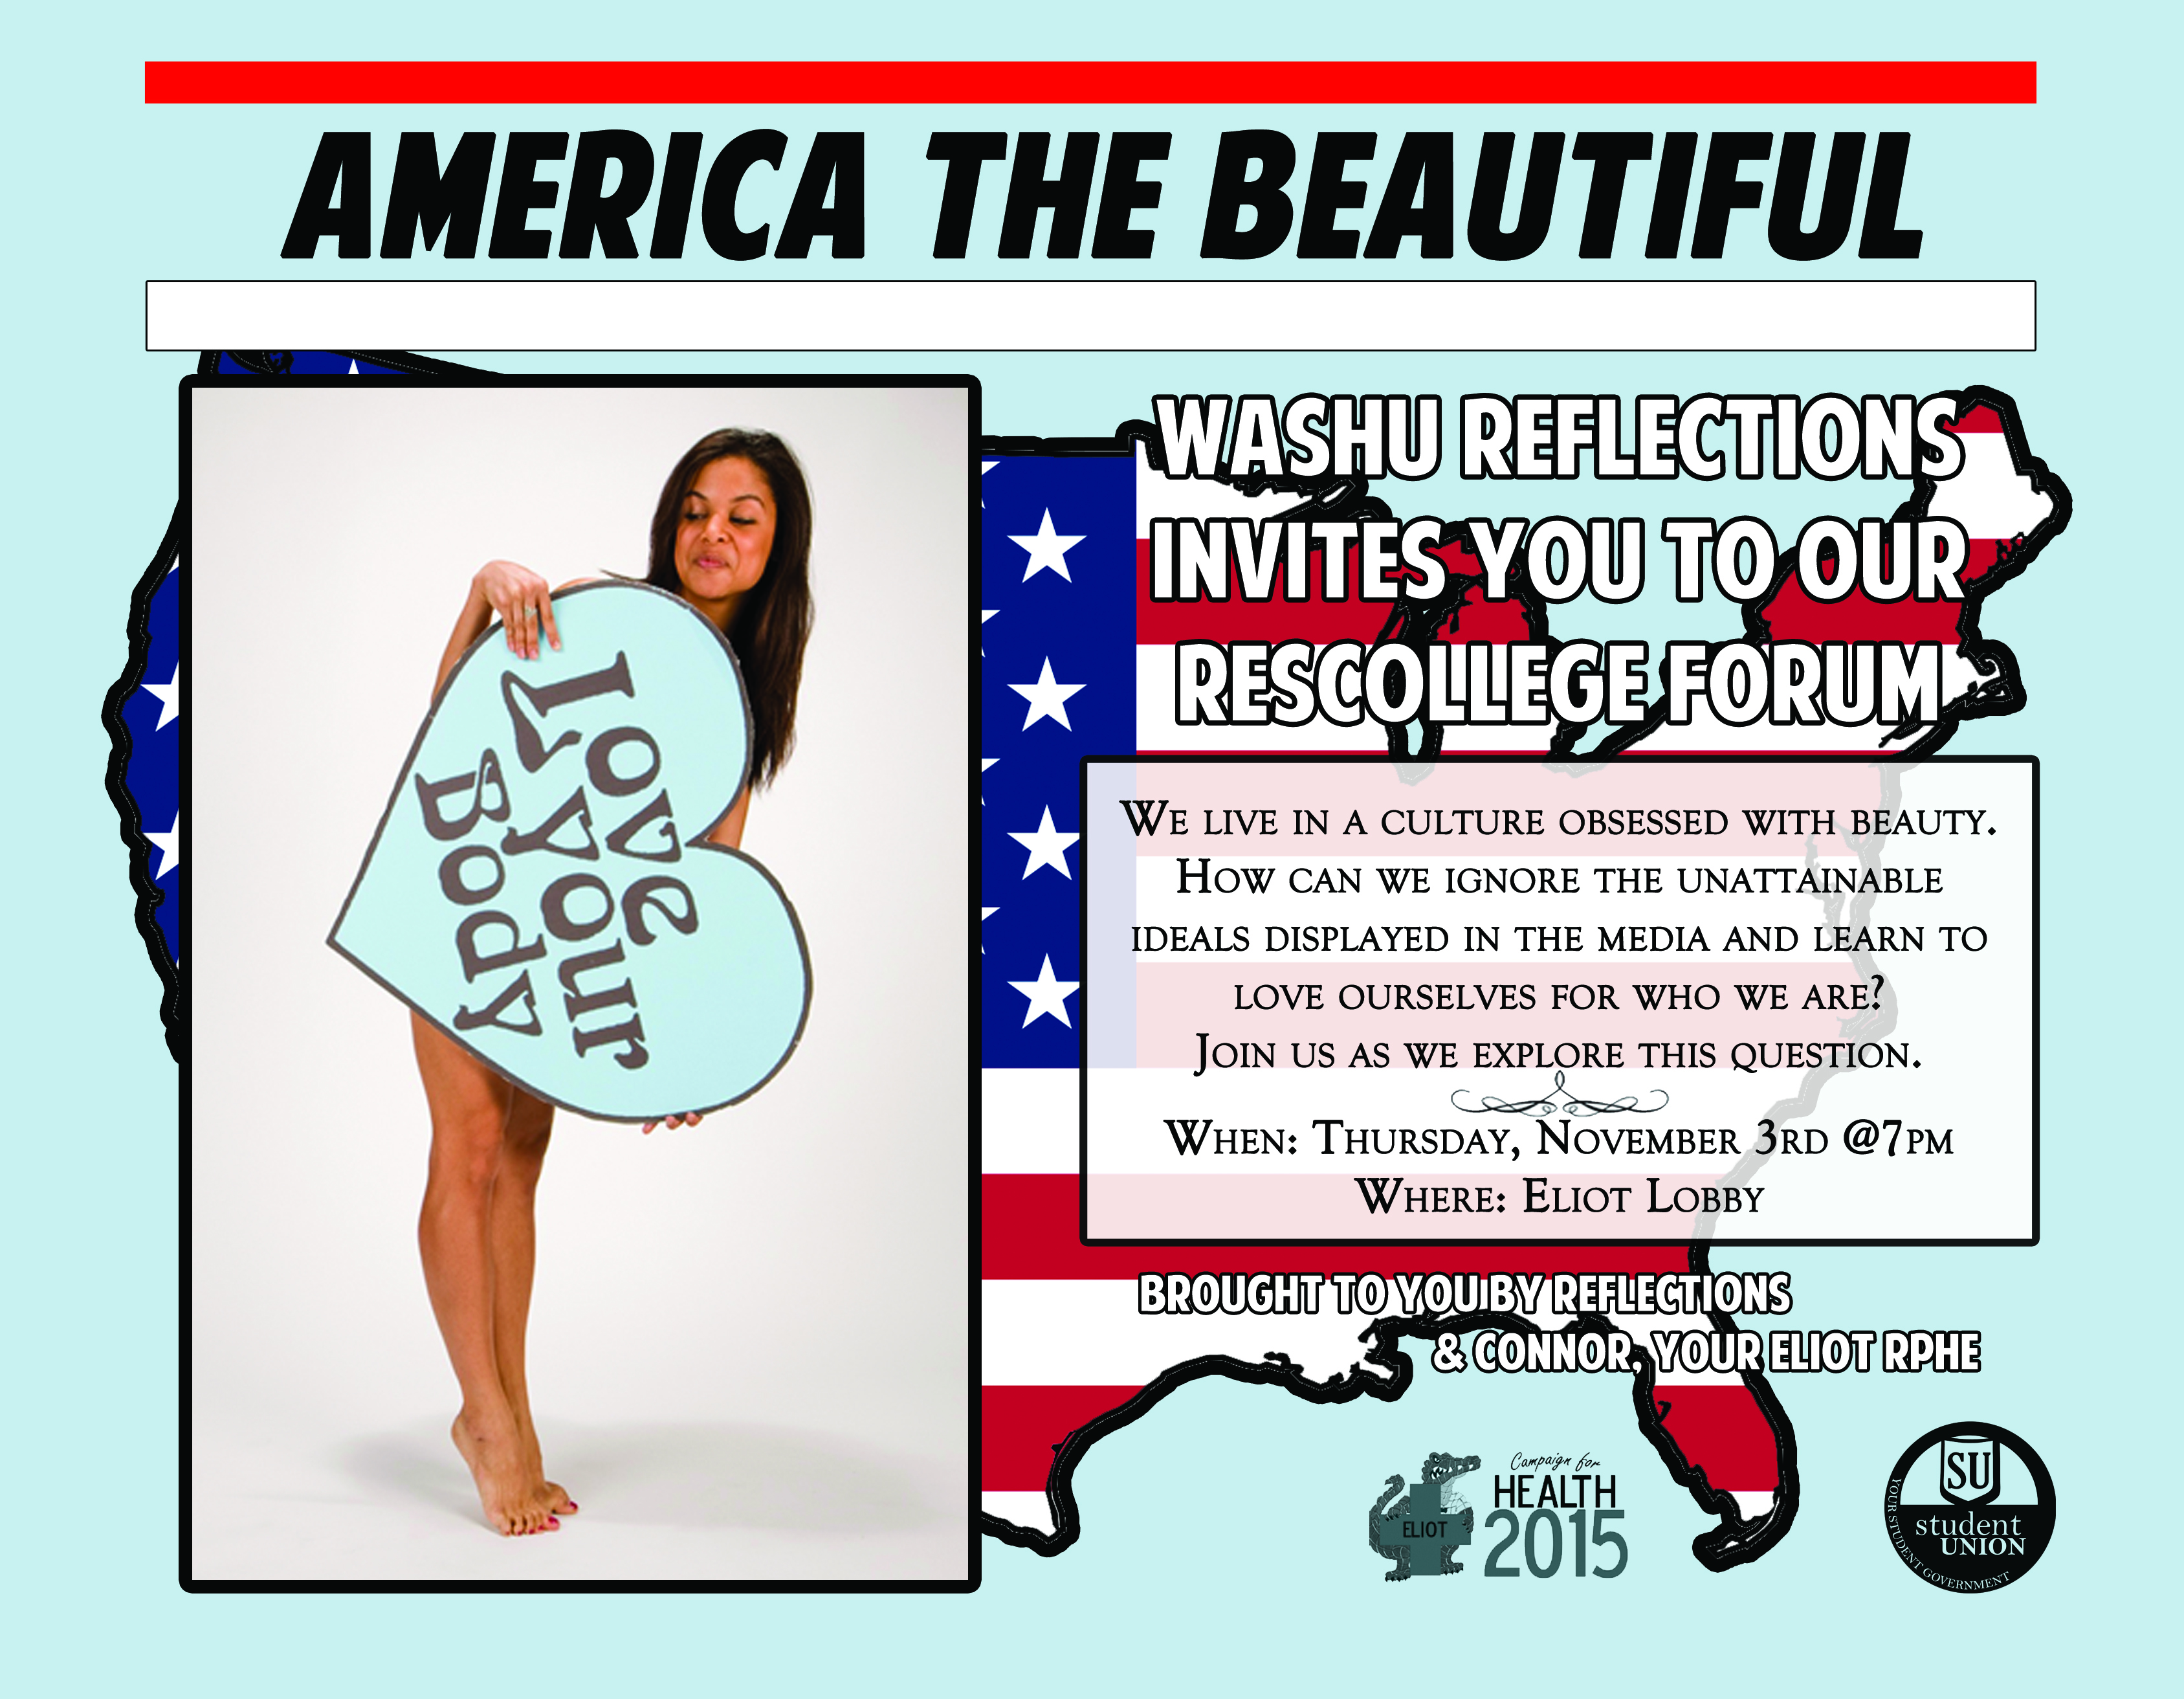 AMERICA THE BEAUTIFUL
WASHU REFLECTIONS
INVITES YOU TO OUR
RESCOLLEGE FORUM
Love
Your
Body
We live in a culture obsessed with beauty.
How can we ignore the unattainable
ideals displayed in the media and learn to
love ourselves for who we are?
Join us as we explore this question.
When: Thursday, November 3rd @7pm
Where: Eliot Lobby
BROUGHT TO YOU BY REFLECTIONS
& CONNOR, YOUR ELIOT RPHE
ELIOT
Campaign for
HEALTH
2015
SU
student
UNION
YOUR STUDENT GOVERNMENT